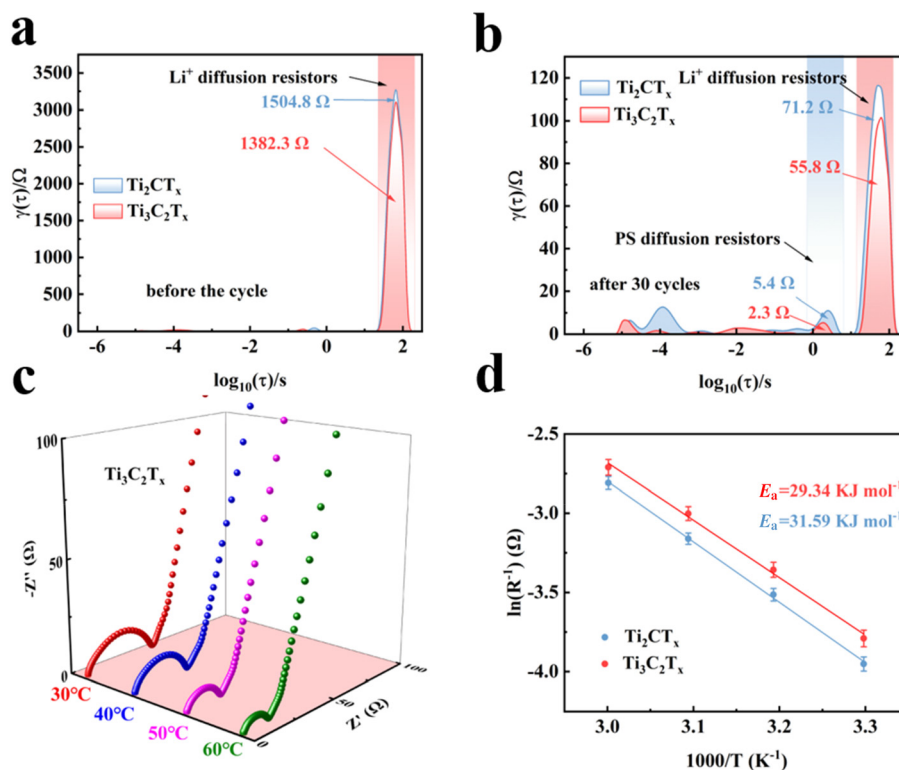 a
3500
3000
2500
2000
1500
1000
500
0
γ(τ)/Ω
Li⁺ diffusion resistors
1504.8 Ω
1382.3 Ω
Ti₂CTₓ
Ti₃C₂Tₓ
before the cycle
-6 -4 -2 0 2
log₁₀(τ)/s
b
120
100
80
60
40
20
0
γ(τ)/Ω
Ti₂CTₓ
Ti₃C₂Tₓ
Li⁺ diffusion resistors
71.2 Ω
55.8 Ω
PS diffusion resistors
after 30 cycles
5.4 Ω
2.3 Ω
-6 -4 -2 0 2
log₁₀(τ)/s
c
100
50
0
-Z'' (Ω)
Ti₃C₂Tₓ
30°C
40°C
50°C
60°C
0
50
100
Z' (Ω)
d
-2.5
-3.0
-3.5
-4.0
ln(R⁻¹) (Ω)
Eₐ=29.34 KJ mol⁻¹
Eₐ=31.59 KJ mol⁻¹
Ti₂CTₓ
Ti₃C₂Tₓ
3.0 3.1 3.2 3.3
1000/T (K⁻¹)